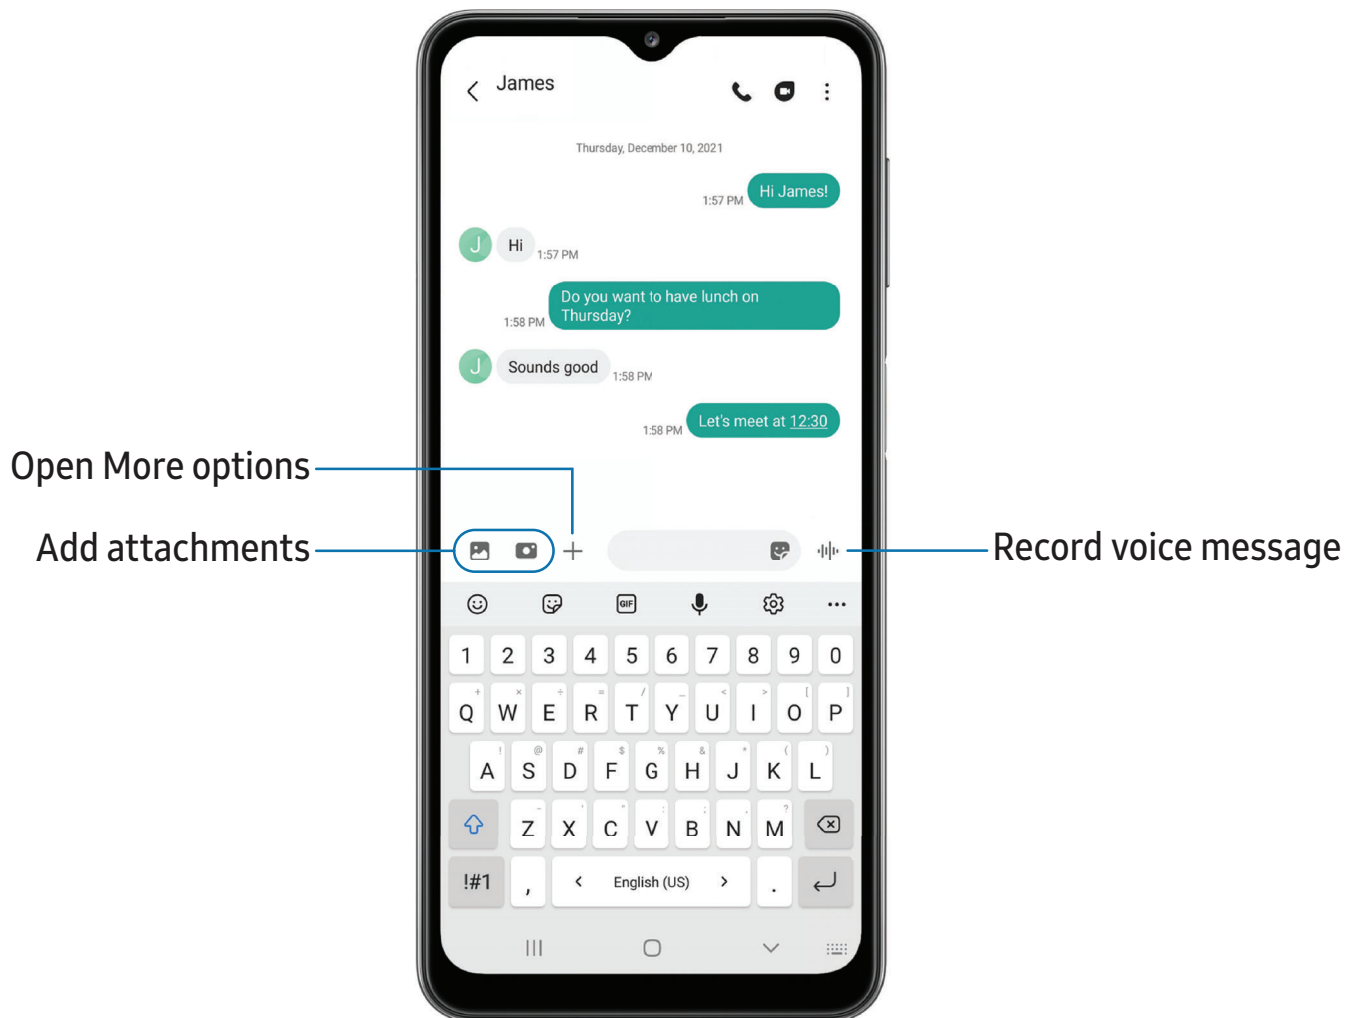 James
Thursday, December 10, 2021
1:57 PM Hi James!
J Hi 1:57 PM
Do you want to have lunch on
1:58 PM Thursday?
J Sounds good 1:58 PM
1:58 PM Let's meet at 12:30
Open More options
Add attachments
Record voice message
GIF
1 2 3 4 5 6 7 8 9 0
+ × ÷ = / _ < > [ ]
Q W E R T Y U I O P
! @ # $ % & * ( )
A S D F G H J K L
- ' " : ; , ?
Z X C V B N M
!#1 , < English (US) > .